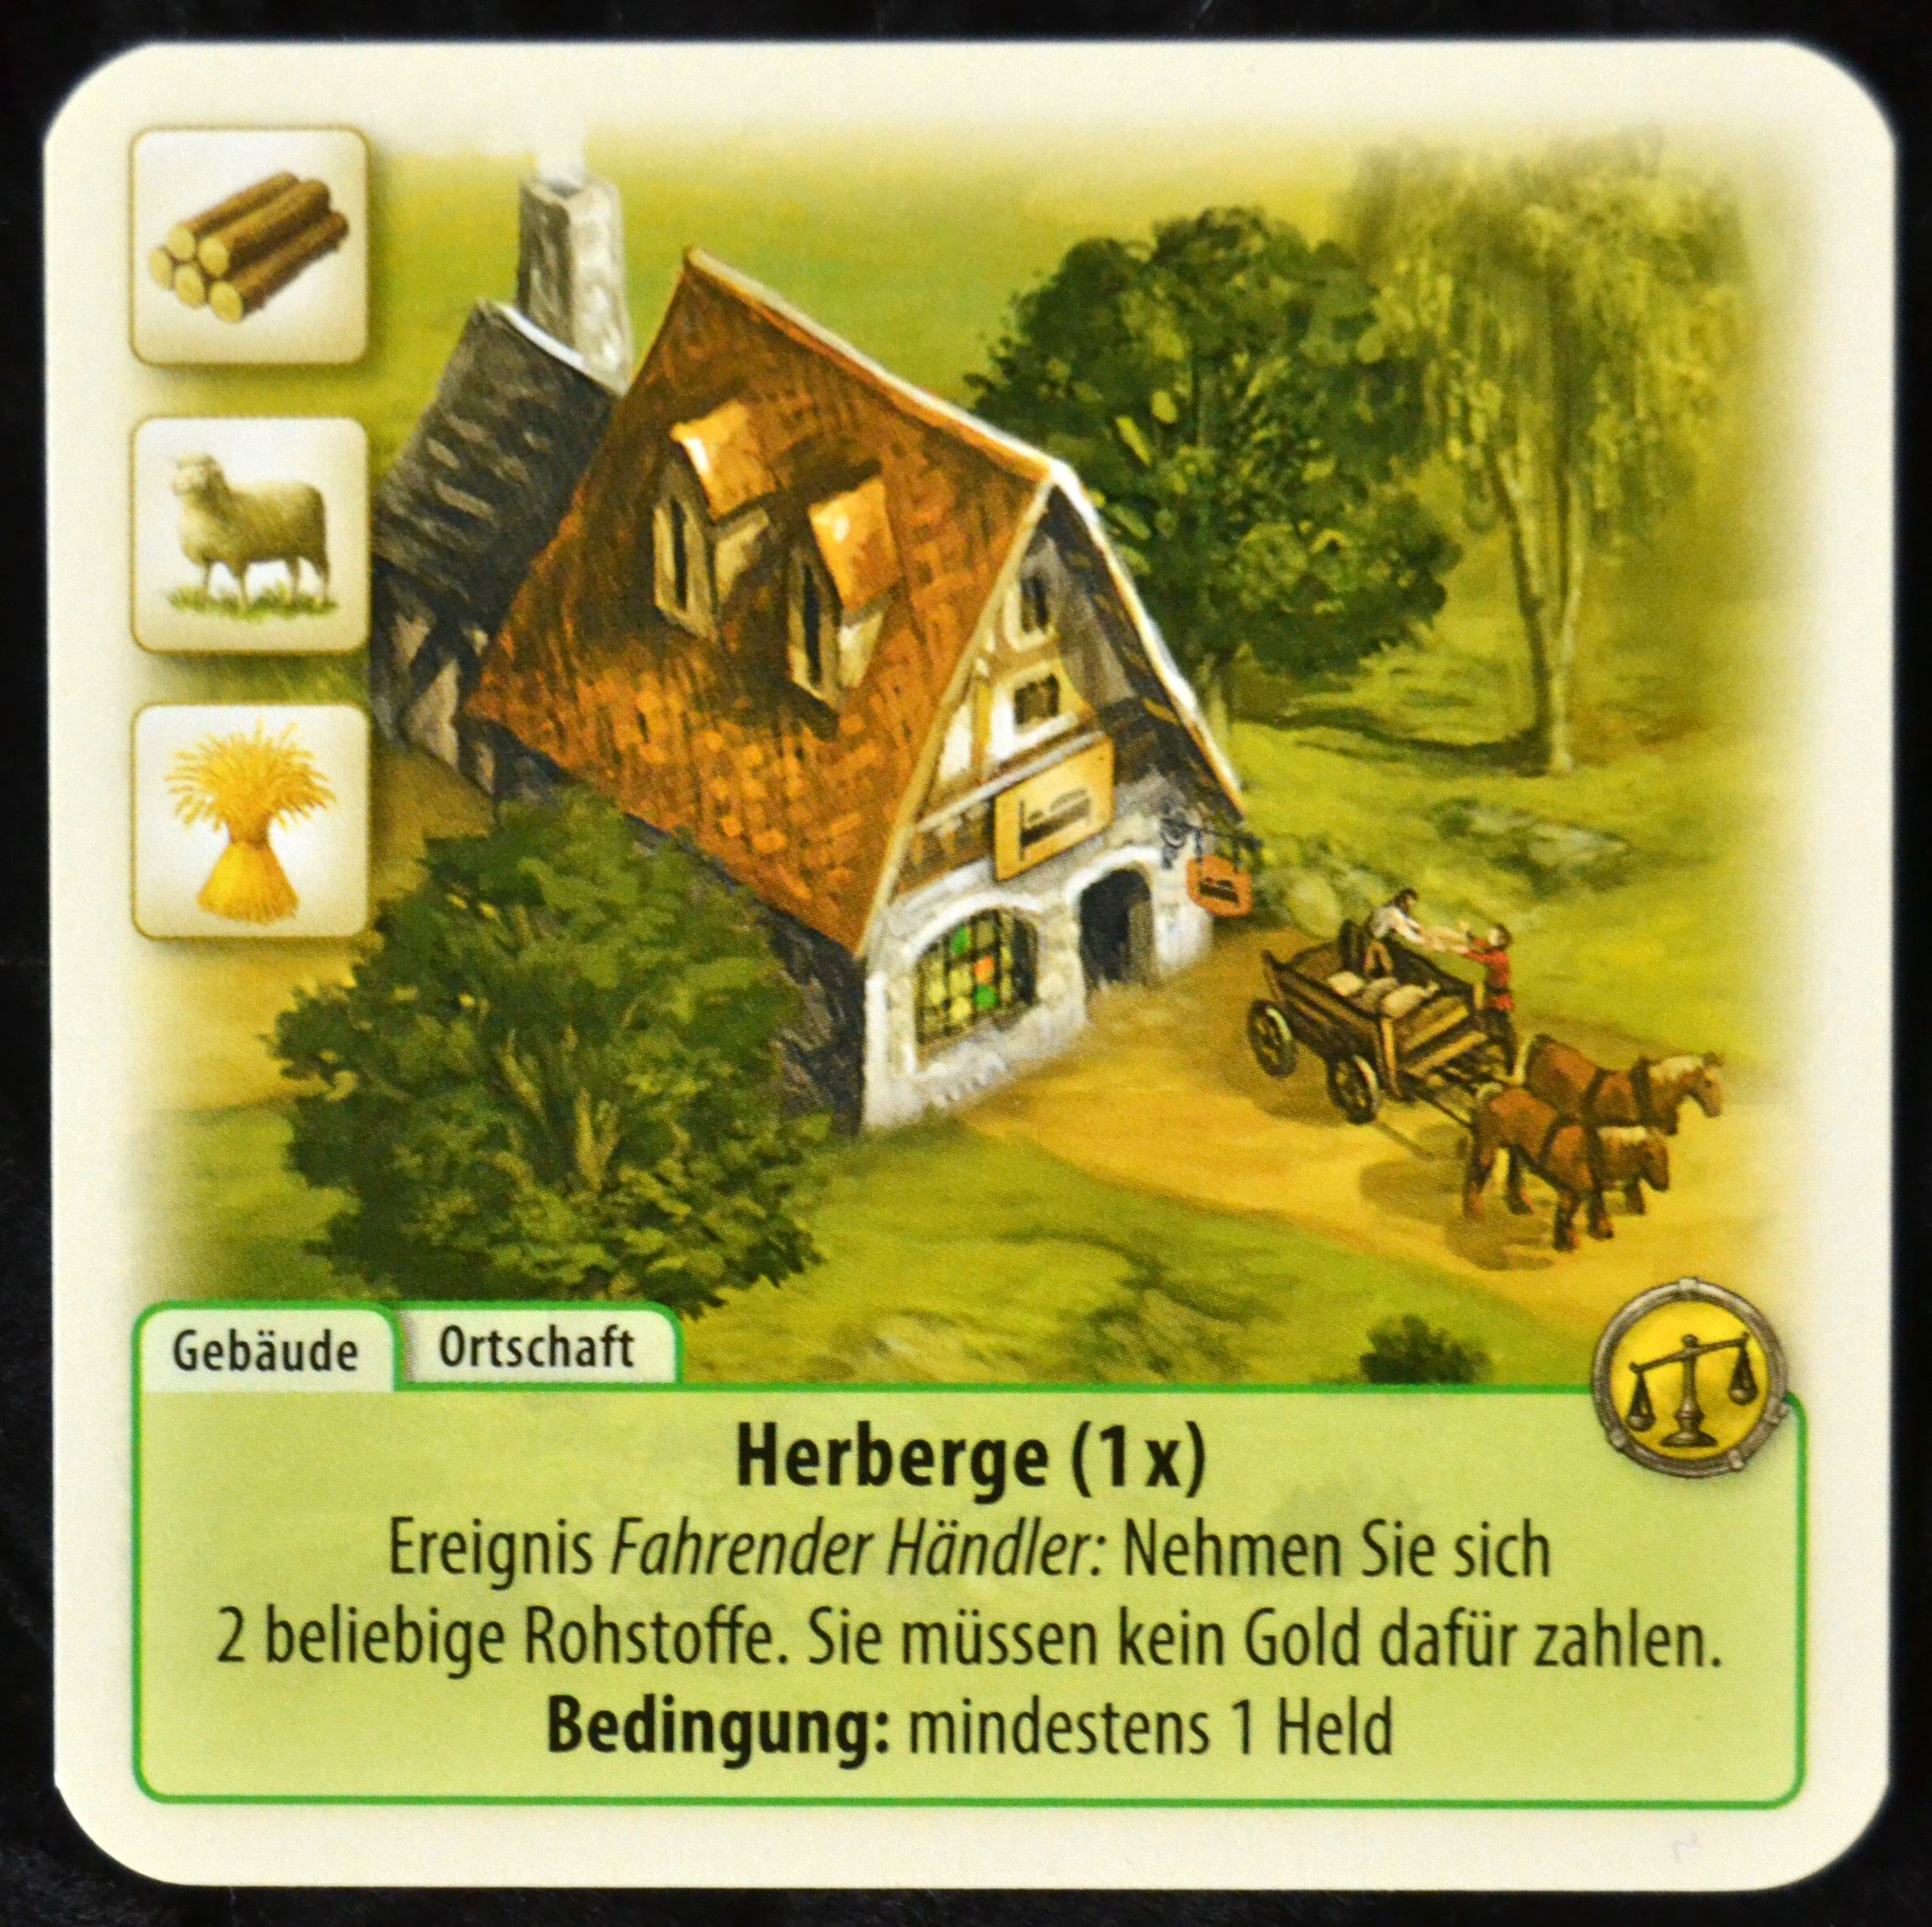 Gebäude Ortschaft
Herberge (1x)
Ereignis Fahrender Händler: Nehmen Sie sich
2 beliebige Rohstoffe. Sie müssen kein Gold dafür zahlen.
Bedingung: mindestens 1 Held